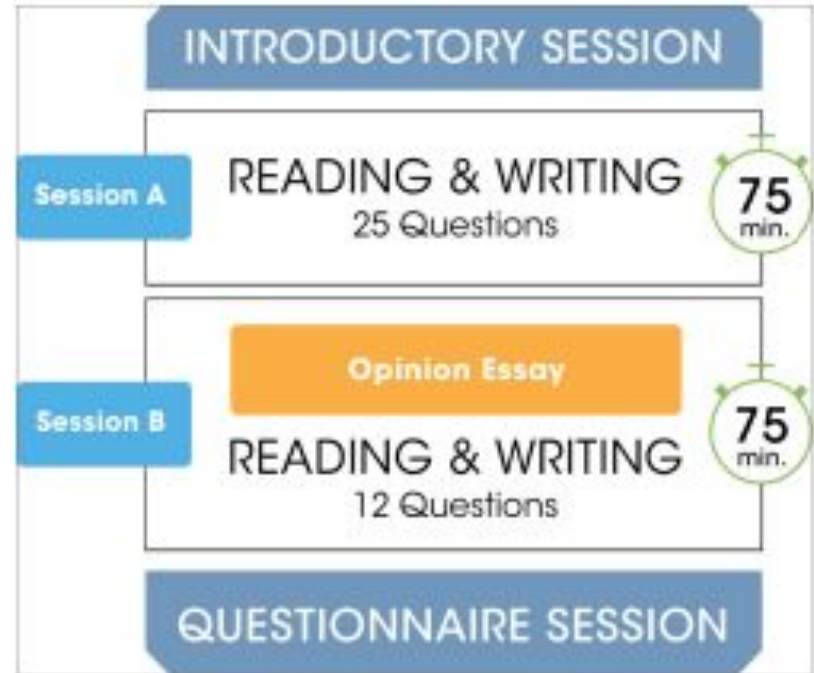 INTRODUCTORY SESSION
Session A
READING & WRITING
25 Questions
75
min.
Session B
Opinion Essay
READING & WRITING
12 Questions
75
min.
QUESTIONNAIRE SESSION